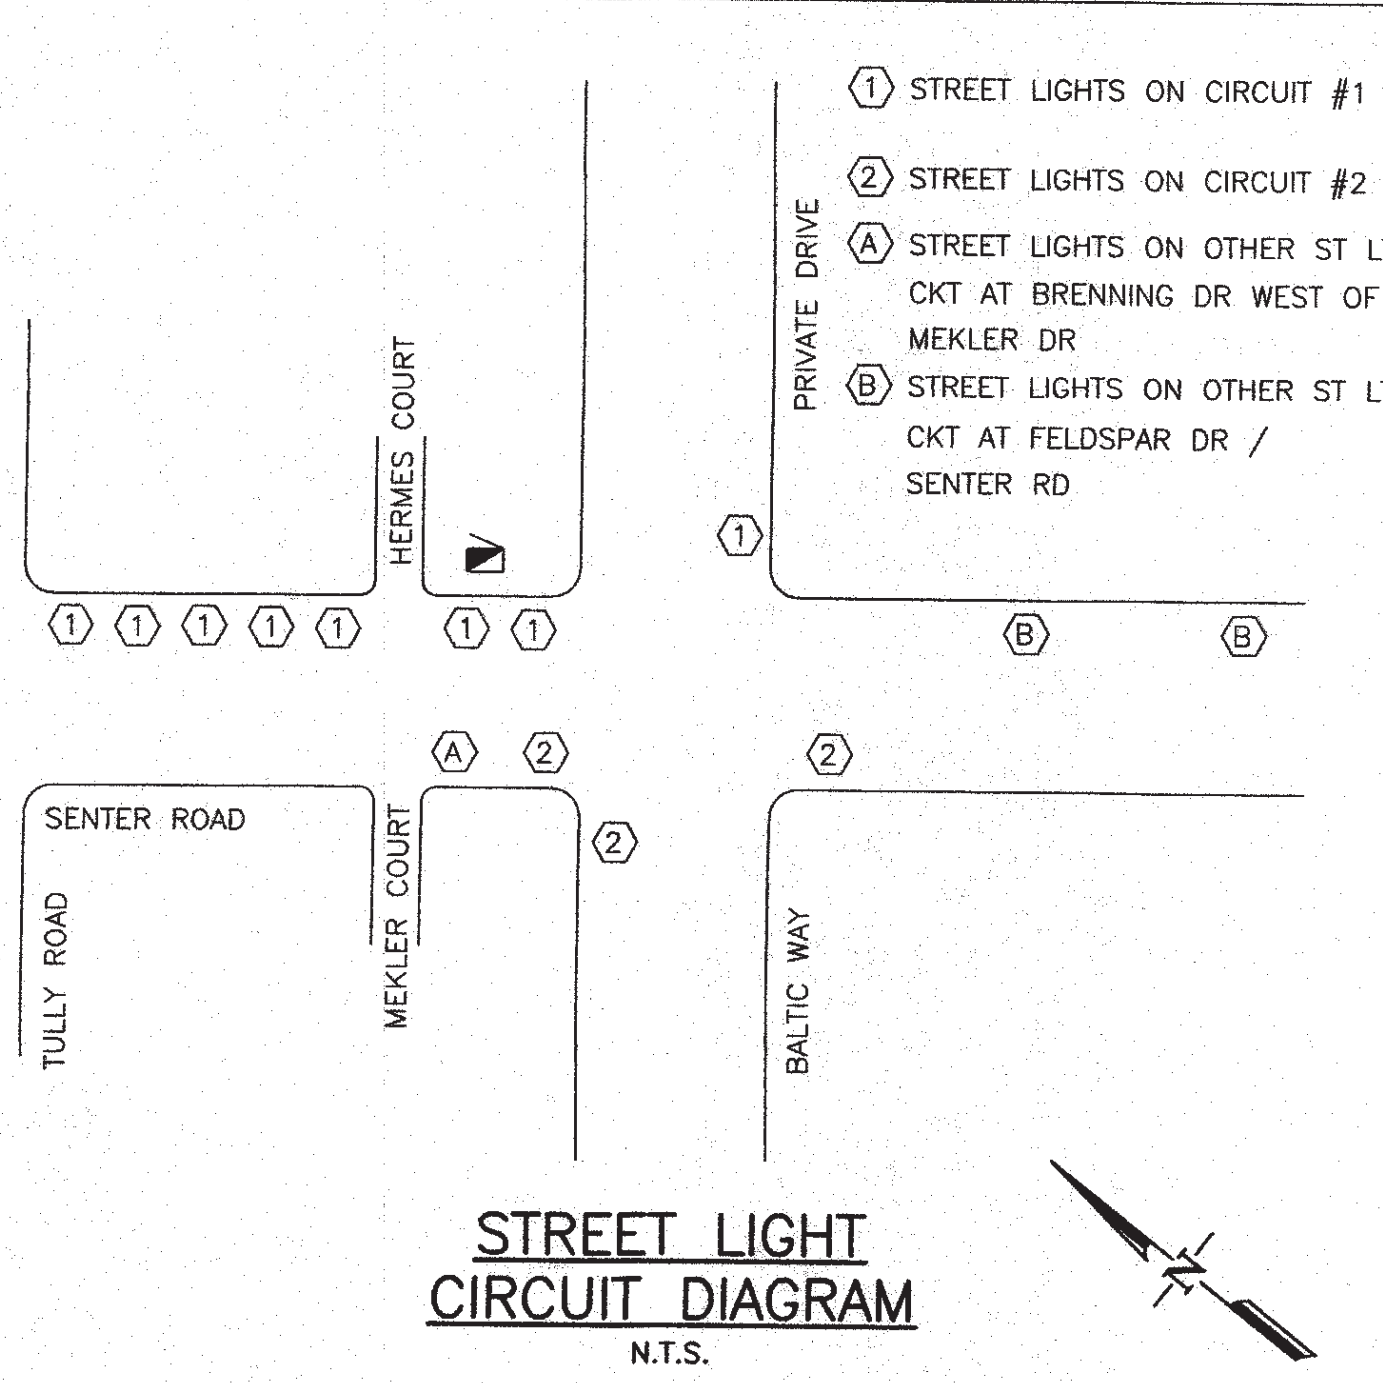 1 STREET LIGHTS ON CIRCUIT #1
2 STREET LIGHTS ON CIRCUIT #2
A STREET LIGHTS ON OTHER ST
CKT AT BRENNING DR WEST OF
MEKLER DR
B STREET LIGHTS ON OTHER ST
CKT AT FELDSPAR DR /
SENTER RD
PRIVATE DRIVE
HERMES COURT
1
1 1 1 1 1 1 1
B B
A 2 2
SENTER ROAD
2
MEKLER COURT
TULLY ROAD
BALTIC WAY
STREET LIGHT
CIRCUIT DIAGRAM
N.T.S.
N